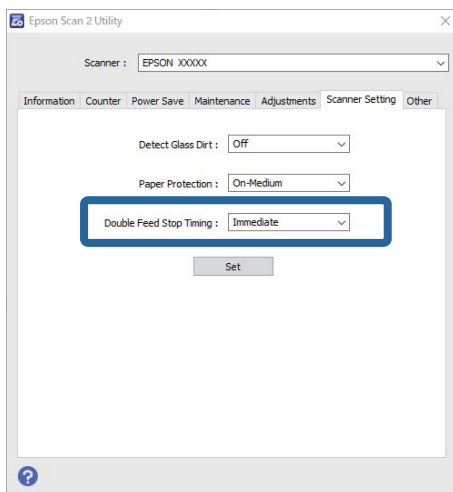 Epson Scan 2 Utility
Scanner : EPSON XXXXX
Information Counter Power Save Maintenance Adjustments Scanner Setting Other
Detect Glass Dirt : Off
Paper Protection : On-Medium
Double Feed Stop Timing : Immediate
Set
?